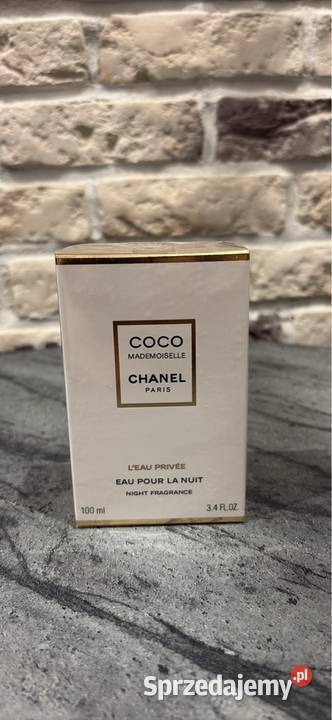 COCO
MADEMOISELLE
CHANEL
PARIS
L'EAU PRIVÉE
EAU POUR LA NUIT
NIGHT FRAGRANCE
100 ml 3.4 FL.OZ.
Sprzedajemy.pl